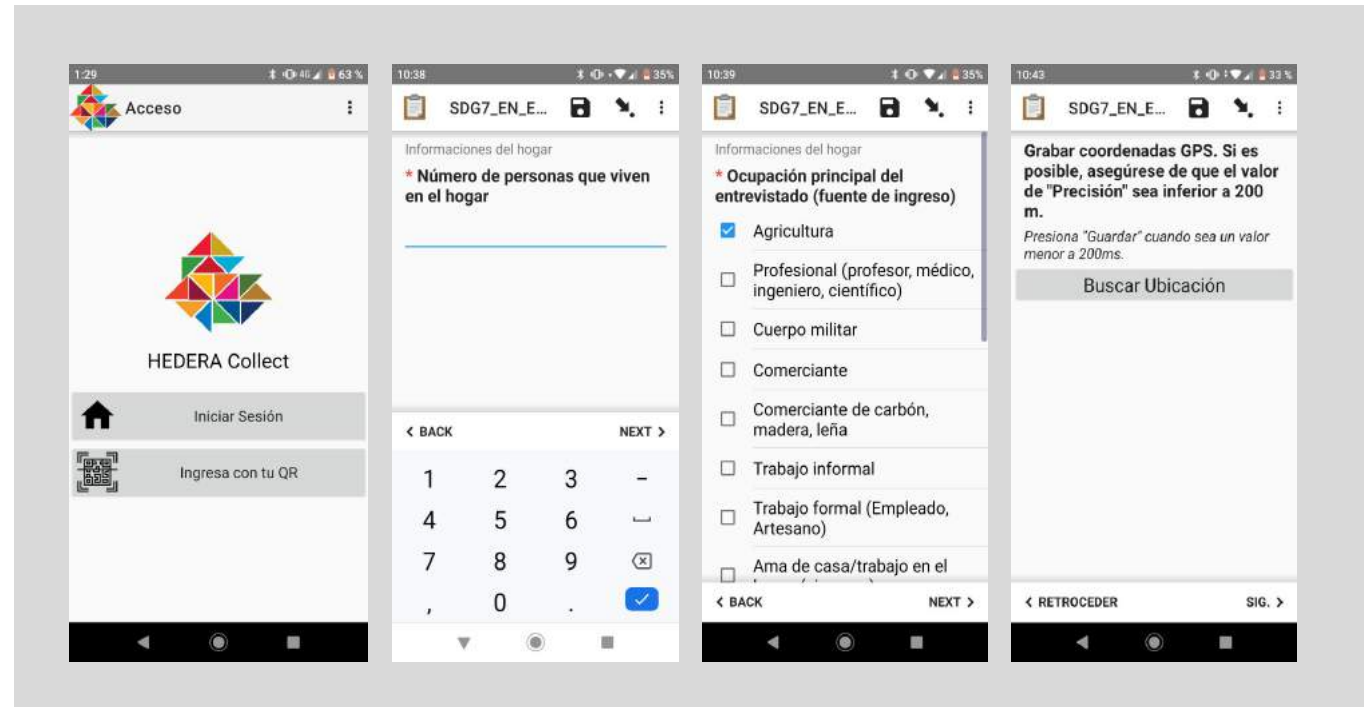 1:29
4G
63 %
Acceso
HEDERA Collect
Iniciar Sesión
Ingresa con tu QR
10:38
35%
SDG7_EN_E...
Informaciones del hogar
* Número de personas que viven
en el hogar
< BACK
NEXT >
1 2 3 –
4 5 6
7 8 9
, 0 .
10:39
35%
SDG7_EN_E...
Informaciones del hogar
* Ocupación principal del
entrevistado (fuente de ingreso)
Agricultura
Profesional (profesor, médico,
ingeniero, científico)
Cuerpo militar
Comerciante
Comerciante de carbón,
madera, leña
Trabajo informal
Trabajo formal (Empleado,
Artesano)
Ama de casa/trabajo en el
< BACK
NEXT >
10:43
33 %
SDG7_EN_E...
Grabar coordenadas GPS. Si es
posible, asegúrese de que el valor
de "Precisión" sea inferior a 200
m.
Presiona "Guardar" cuando sea un valor
menor a 200ms.
Buscar Ubicación
< RETROCEDER
SIG. >